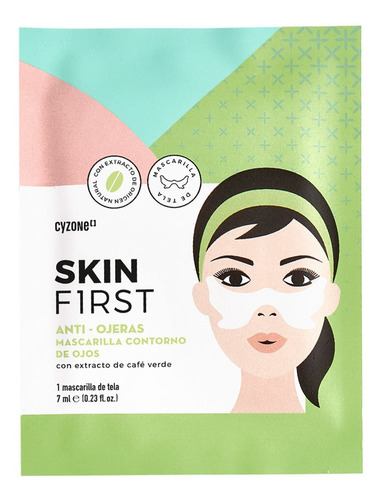 CON EXTRACTO DE ORIGEN NATURAL
MASCARILLA DE TELA
cyzone
SKIN
F1RST
ANTI - OJERAS
MASCARILLA CONTORNO
DE OJOS
con extracto de café verde
1 mascarilla de tela
7 ml e (0.23 fl.oz.)